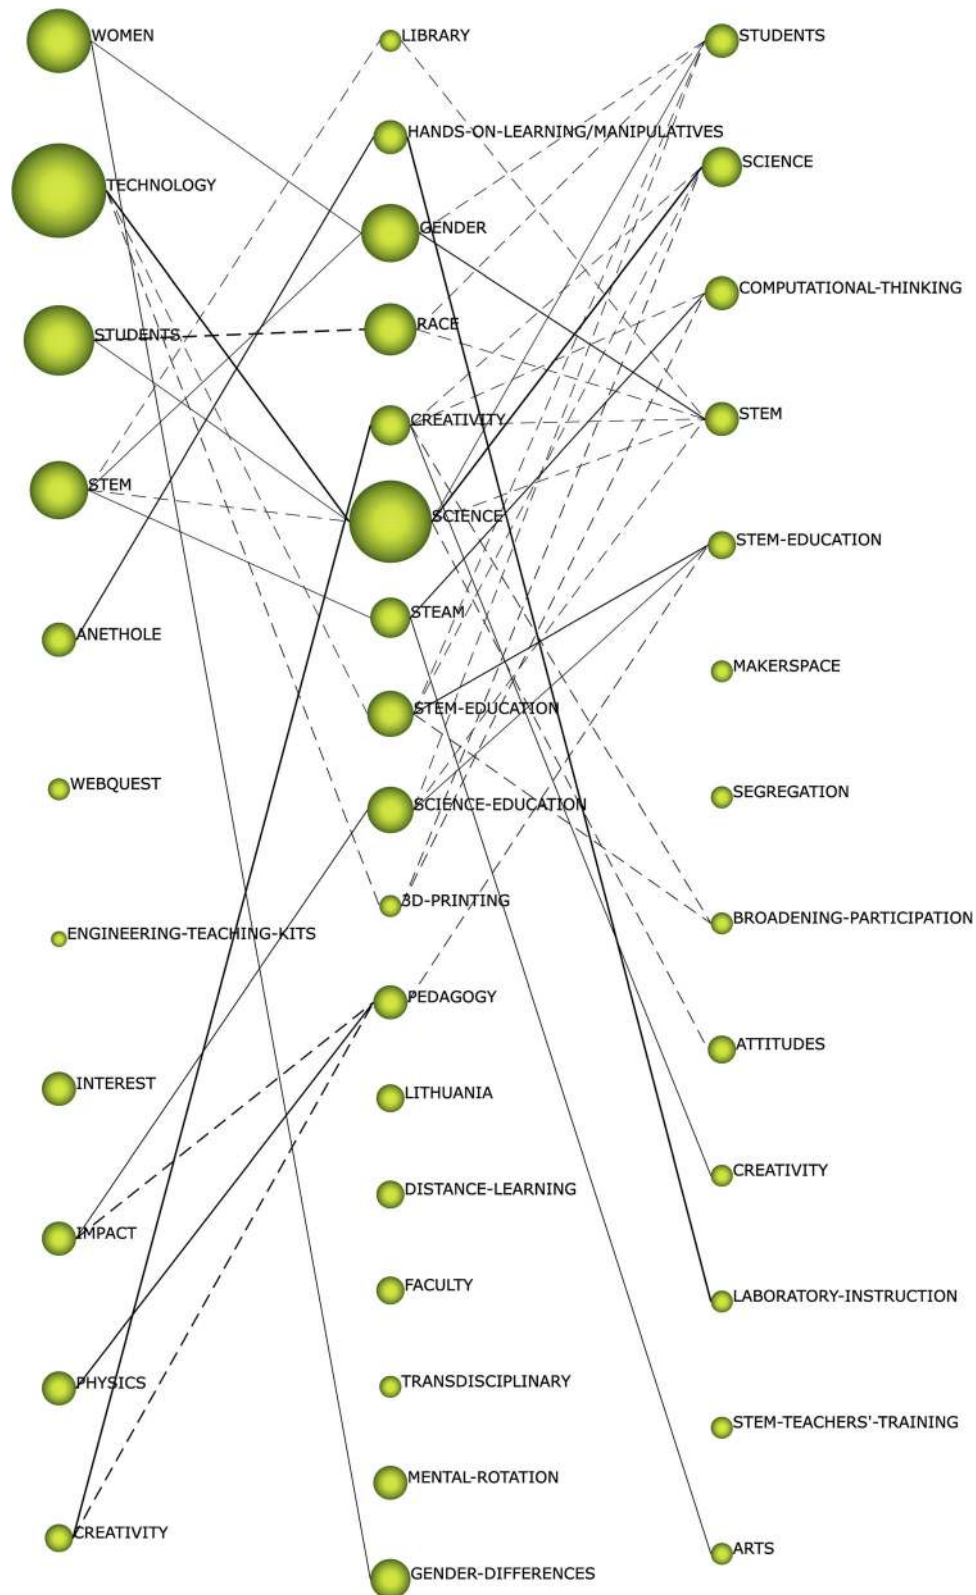 WOMEN
TECHNOLOGY
STUDENTS
STEM
ANETHOLE
WEBQUEST
ENGINEERING-TEACHING-KITS
INTEREST
IMPACT
PHYSICS
CREATIVITY
LIBRARY
HANDS-ON-LEARNING/MANIPULATIVES
GENDER
RACE
CREATIVITY
SCIENCE
STEAM
STEM-EDUCATION
SCIENCE-EDUCATION
3D-PRINTING
PEDAGOGY
LITHUANIA
DISTANCE-LEARNING
FACULTY
TRANSDISCIPLINARY
MENTAL-ROTATION
GENDER-DIFFERENCES
STUDENTS
SCIENCE
COMPUTATIONAL-THINKING
STEM
STEM-EDUCATION
MAKERSPACE
SEGREGATION
BROADENING-PARTICIPATION
ATTITUDES
CREATIVITY
LABORATORY-INSTRUCTION
STEM-TEACHERS'-TRAINING
ARTS